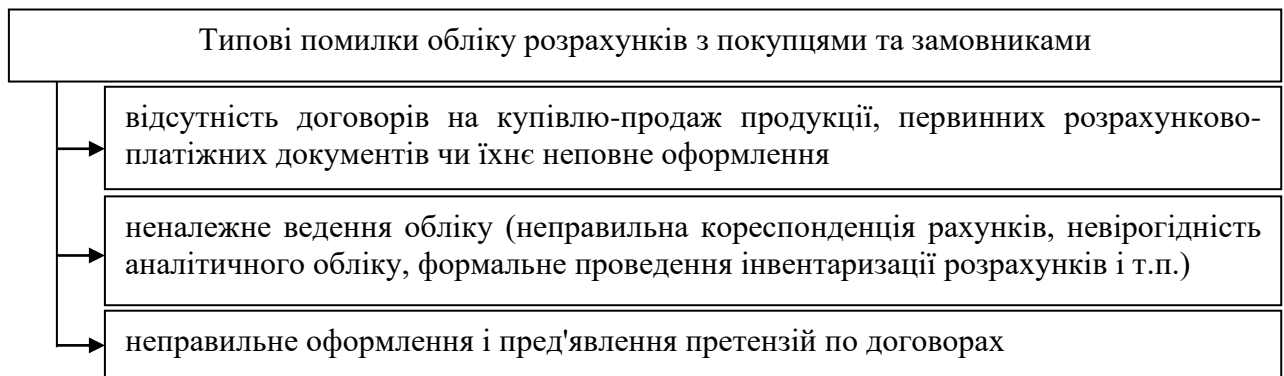 Типові помилки обліку розрахунків з покупцями та замовниками
відсутність договорів на купівлю-продаж продукції, первинних розрахунково-
платіжних документів чи їхнє неповне оформлення
неналежне ведення обліку (неправильна кореспонденція рахунків, невірогідність
аналітичного обліку, формальне проведення інвентаризації розрахунків і т.п.)
неправильне оформлення і пред'явлення претензій по договорах